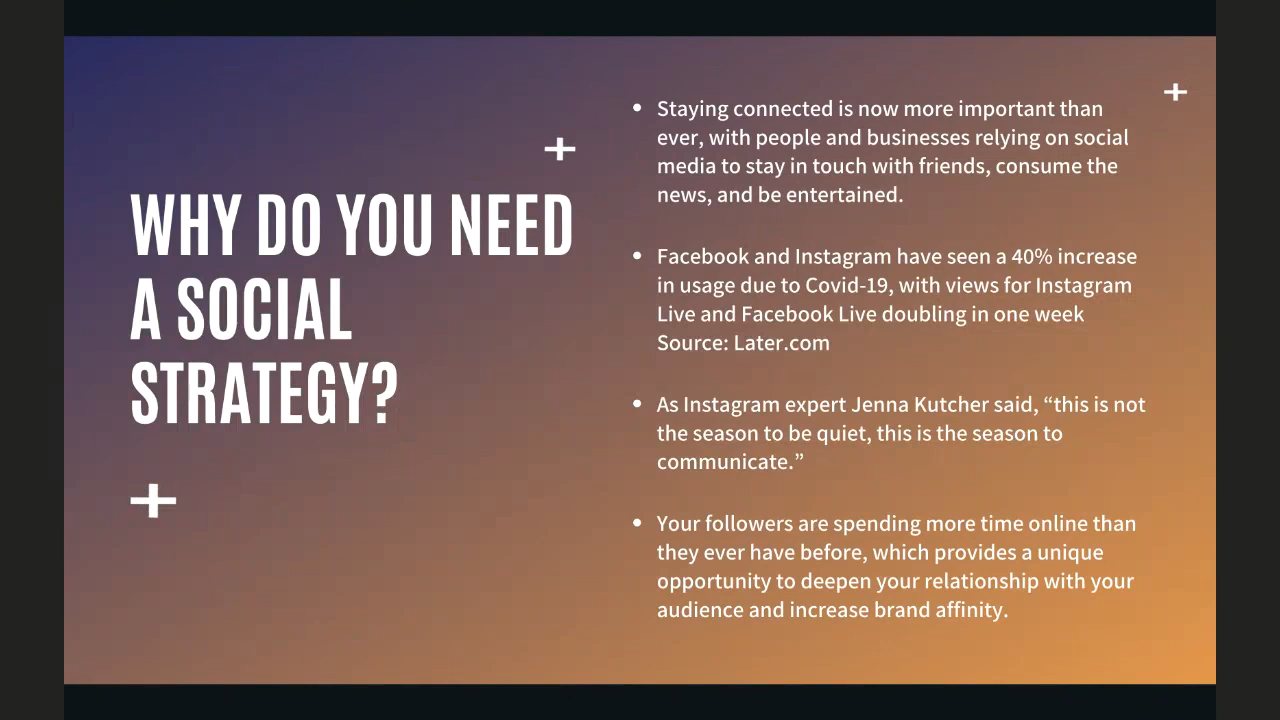 WHY DO YOU NEED
A SOCIAL
STRATEGY?
• Staying connected is now more important than
ever, with people and businesses relying on social
media to stay in touch with friends, consume the
news, and be entertained.
• Facebook and Instagram have seen a 40% increase
in usage due to Covid-19, with views for Instagram
Live and Facebook Live doubling in one week
Source: Later.com
• As Instagram expert Jenna Kutcher said, “this is not
the season to be quiet, this is the season to
communicate.”
• Your followers are spending more time online than
they ever have before, which provides a unique
opportunity to deepen your relationship with your
audience and increase brand affinity.